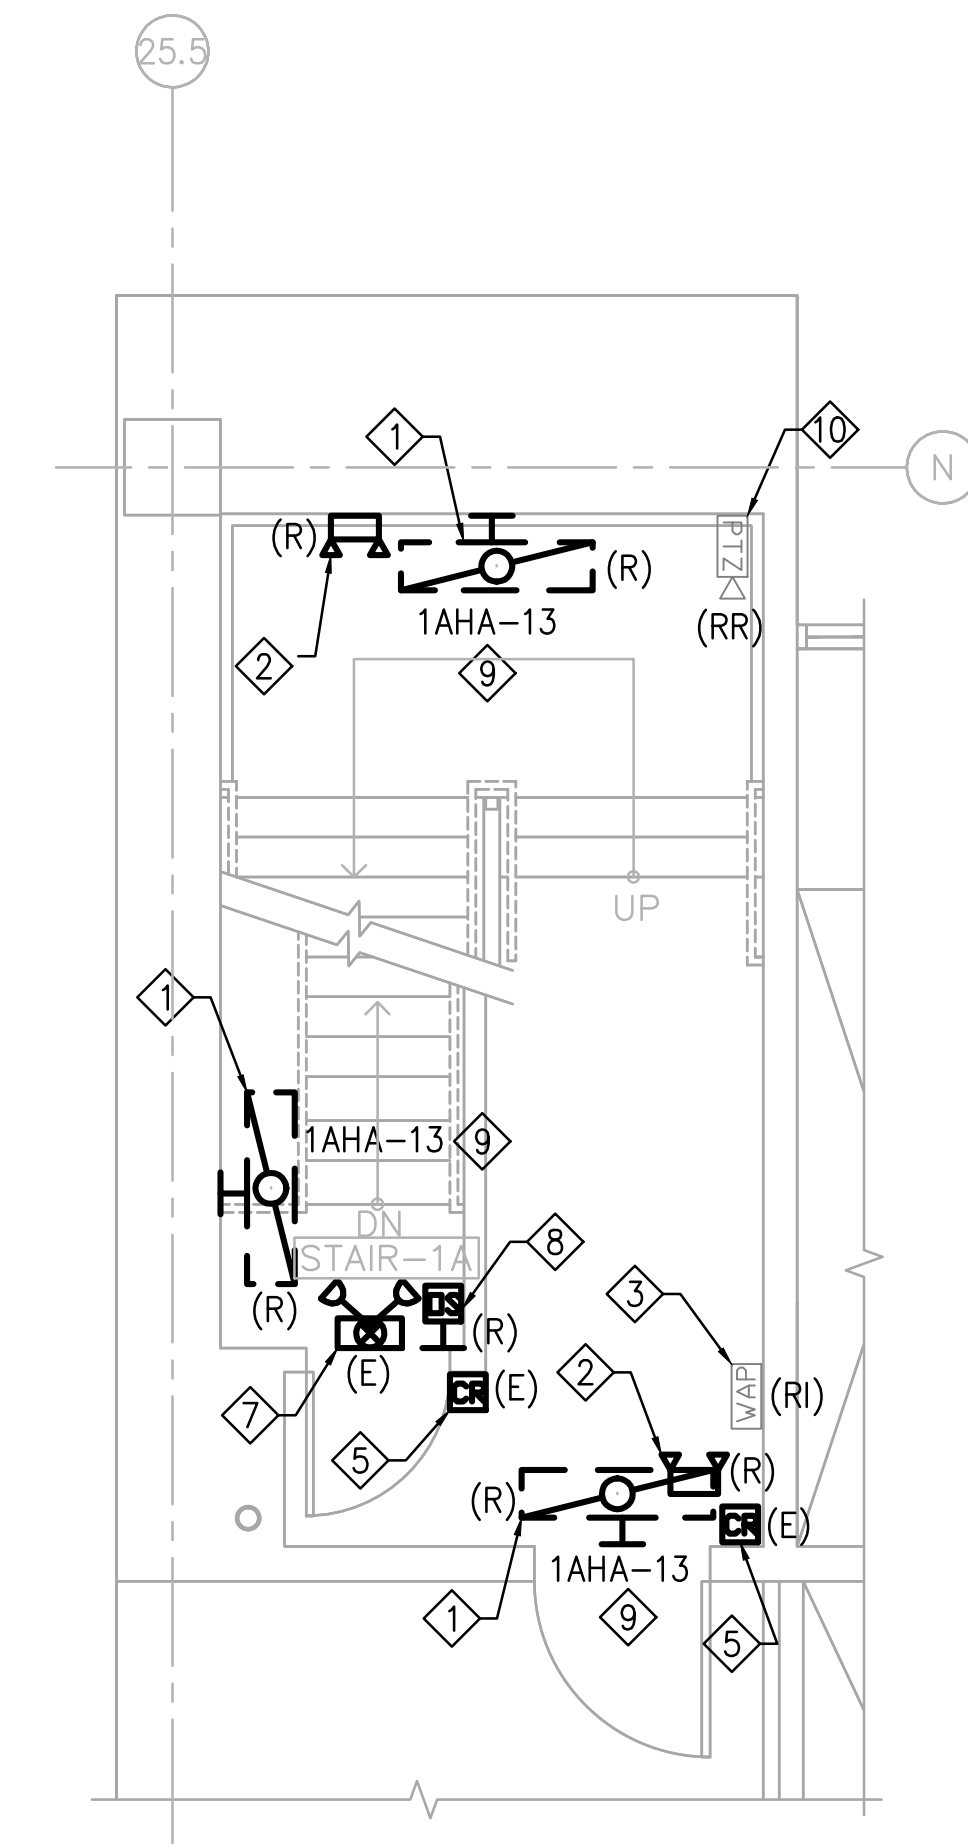 25.5
1
10
N
(R)
(R)
PTZ
1AHA-13
(RR)
2
9
UP
1
1AHA-13
9
DN
STAIR-1A
8
(R)
DS
(R)
3
(E)
2
CR
(E)
WAP
(RI)
7
5
(R)
(R)
CR
(E)
1AHA-13
1
9
5